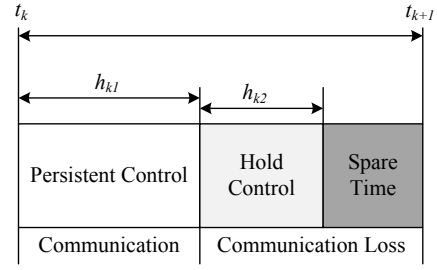 t_k t_{k+1}
h_{k1} h_{k2}
Persistent Control Hold Control Spare Time
Communication Communication Loss